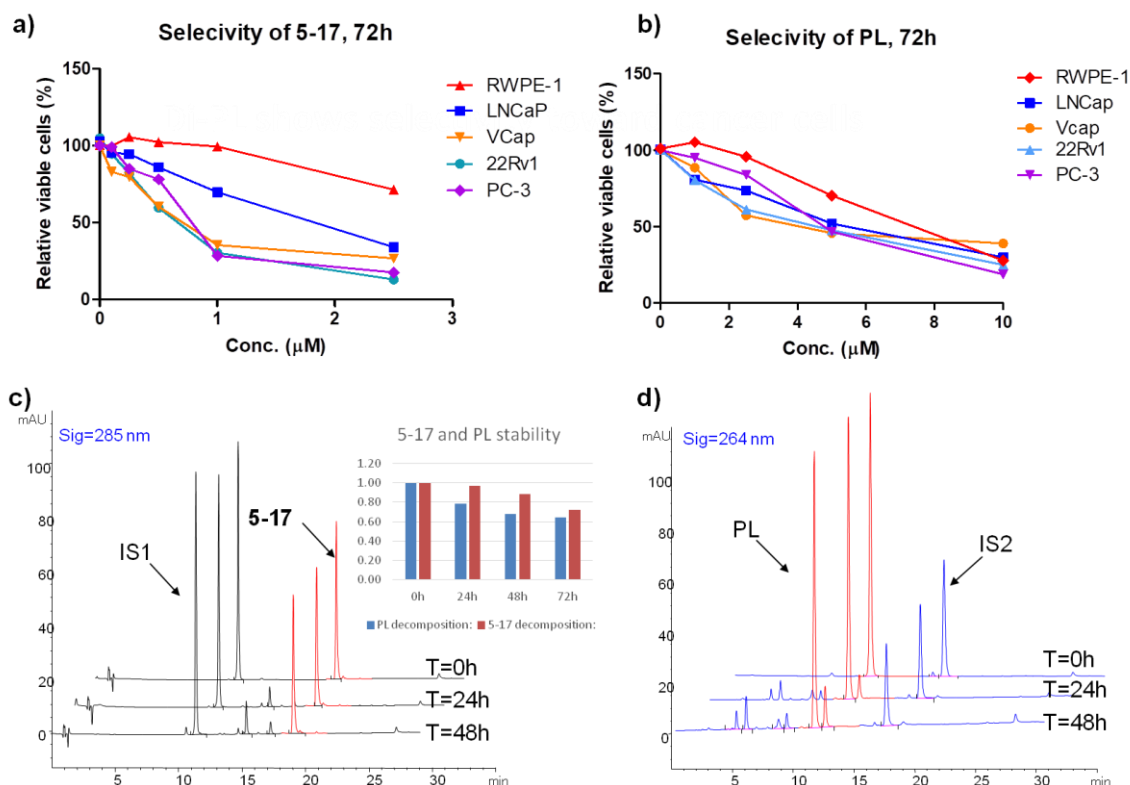 a)
Selecivity of 5-17, 72h
Relative viable cells (%)
150
100
50
0
0
1
2
3
Conc. (μM)
RWPE-1
LNCaP
VCap
22Rv1
PC-3
b)
Selecivity of PL, 72h
Relative viable cells (%)
150
100
50
0
0
2
4
6
8
10
Conc. (μM)
RWPE-1
LNCap
Vcap
22Rv1
PC-3
c)
mAU
Sig=285 nm
100
80
60
40
20
0
IS1
5-17
T=0h
T=24h
T=48h
5
10
15
20
25
30
min
5-17 and PL stability
1.20
1.00
0.80
0.60
0.40
0.20
0.00
0h
24h
48h
72h
PL decomposition:
5-17 decomposition:
d)
mAU
Sig=264 nm
100
80
60
40
20
0
PL
IS2
T=0h
T=24h
T=48h
5
10
15
20
25
30
min